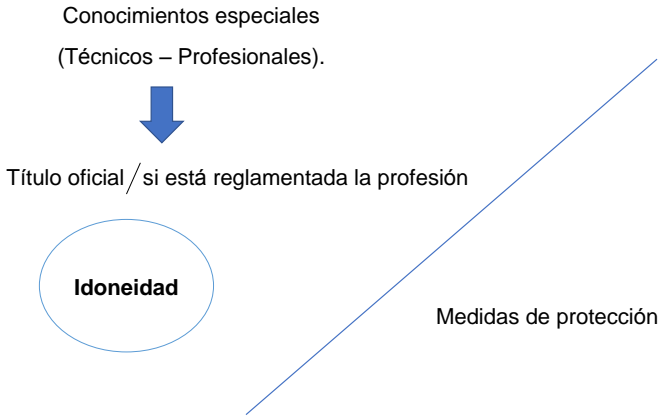 Conocimientos especiales
(Técnicos – Profesionales).
Título oficial / si está reglamentada la profesión
Idoneidad
Medidas de protección